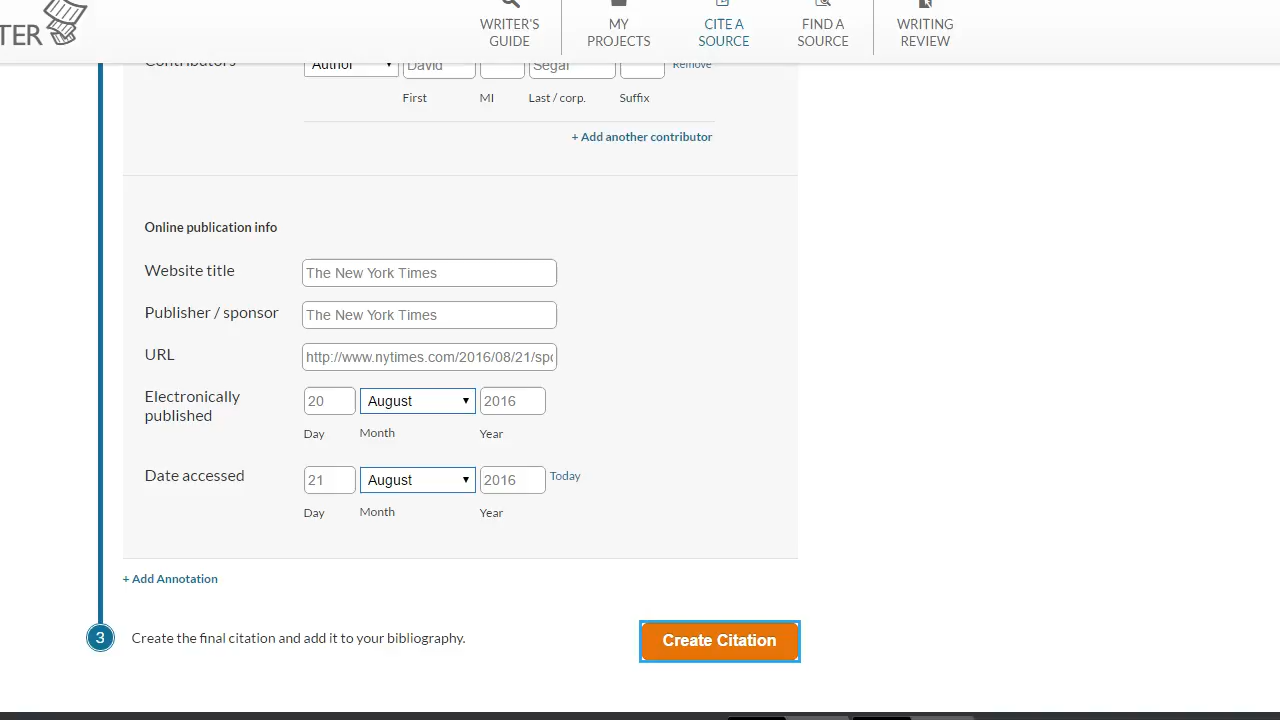 TER
WRITER'S
GUIDE
MY
PROJECTS
CITE A
SOURCE
FIND A
SOURCE
WRITING
REVIEW
Contributors
Author
David
Segal
Remove
First
MI
Last / corp.
Suffix
+ Add another contributor
Online publication info
Website title
The New York Times
Publisher / sponsor
The New York Times
URL
http://www.nytimes.com/2016/08/21/spo
Electronically
published
20
August
2016
Day
Month
Year
Date accessed
21
August
2016
Today
Day
Month
Year
+ Add Annotation
3
Create the final citation and add it to your bibliography.
Create Citation